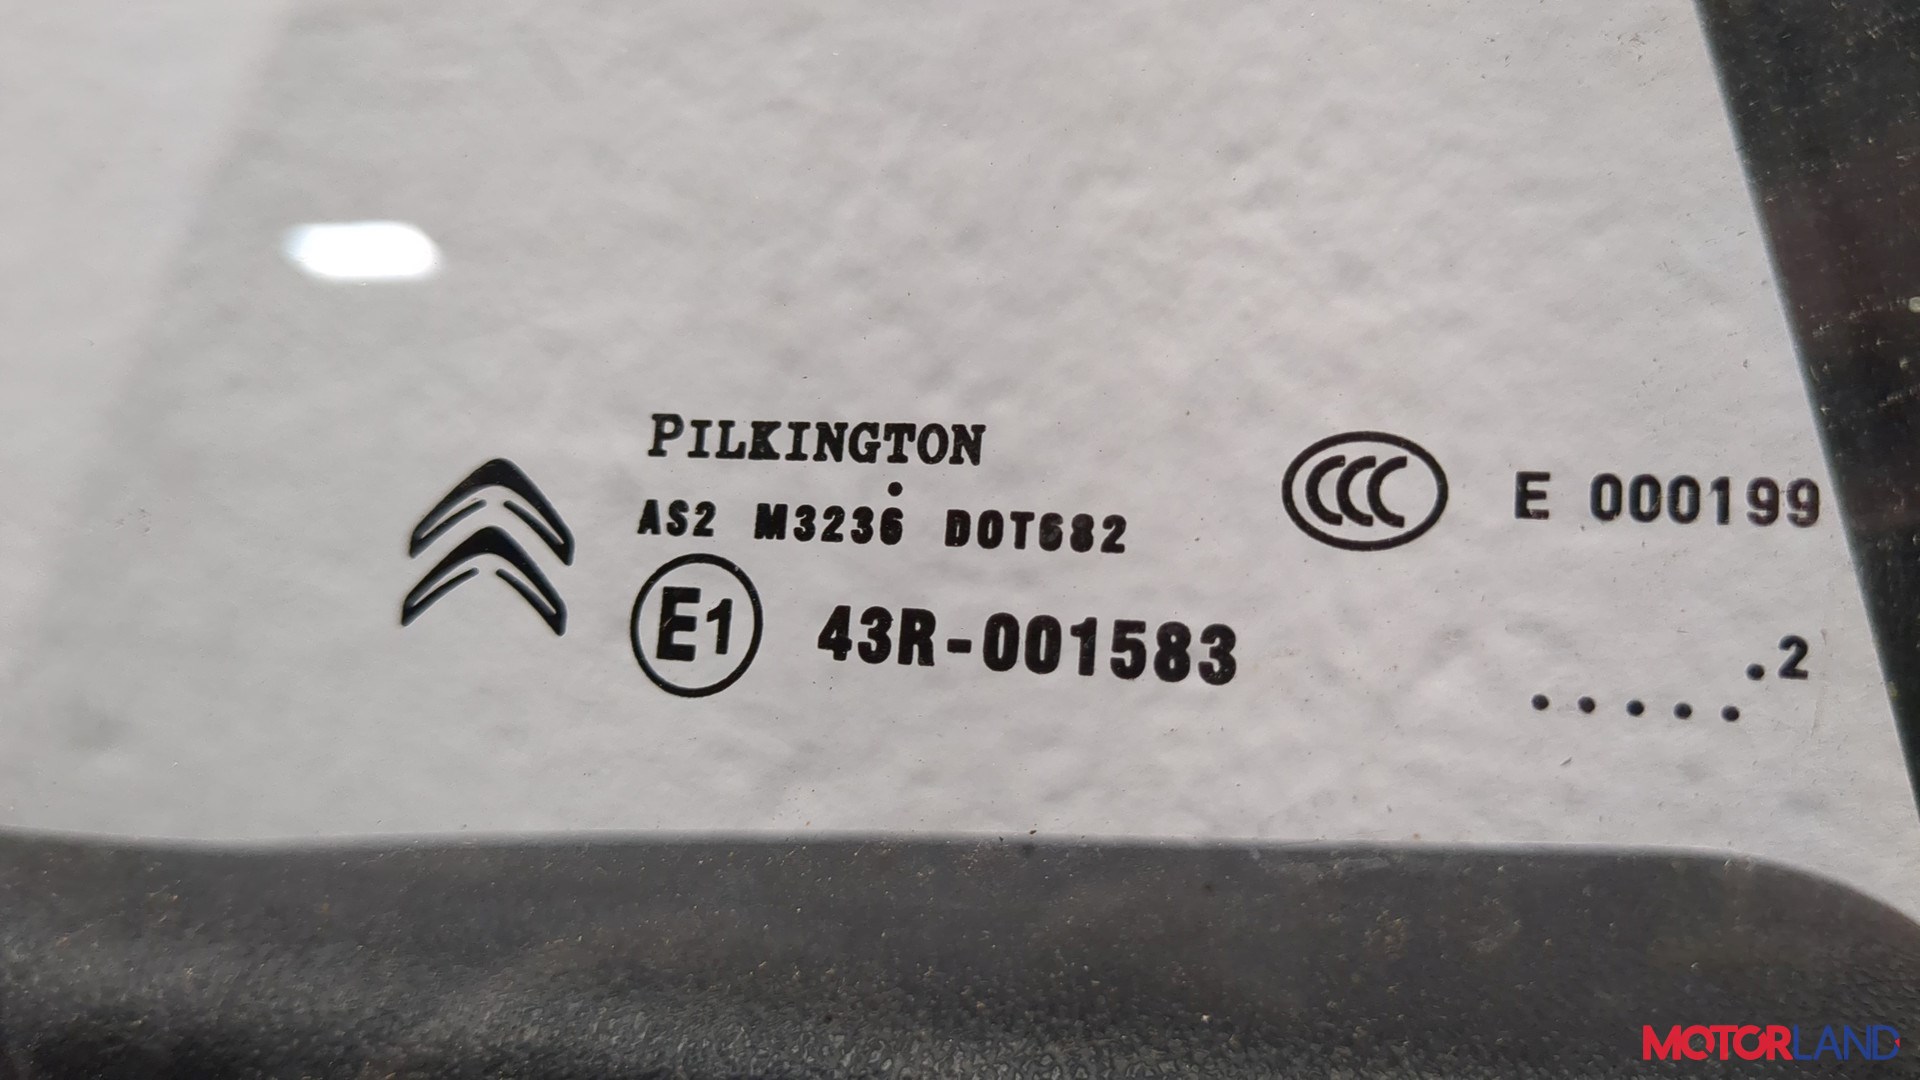 PILKINGTON
AS2 M3236 DOT682
E1 43R-001583
CCC E 000199
. . . . . .2
MOTORLAND